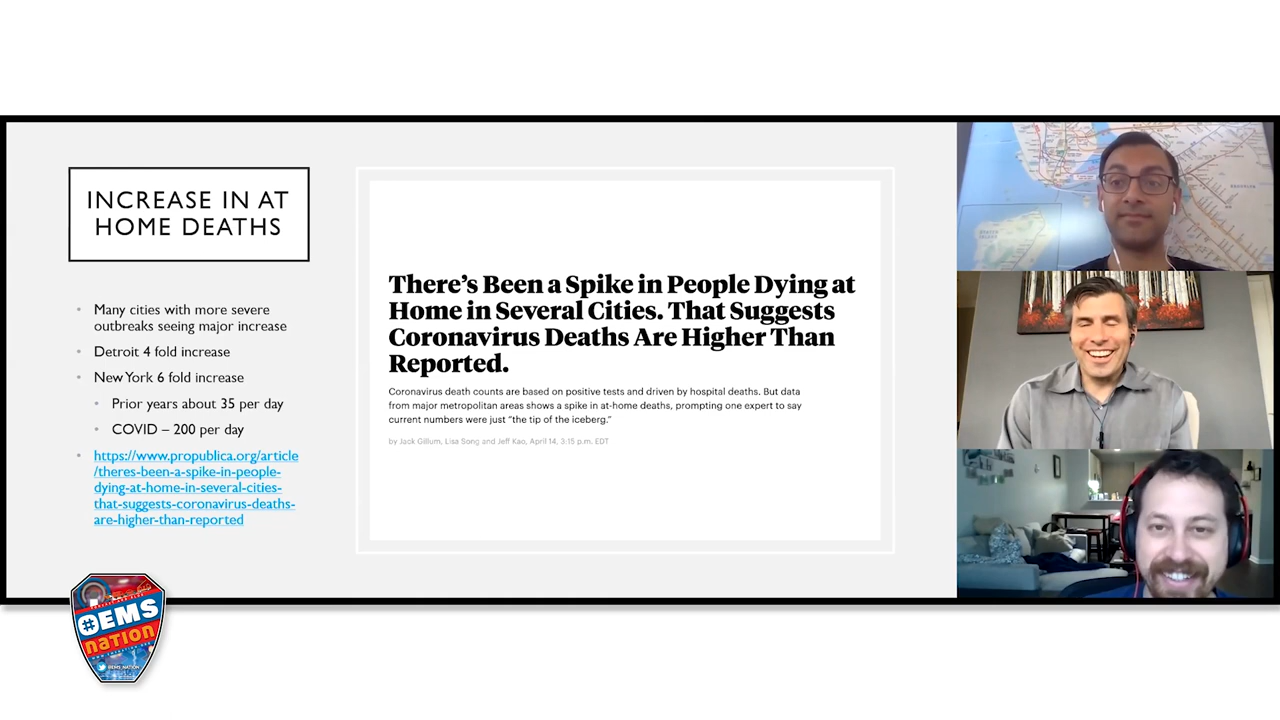 INCREASE IN AT
HOME DEATHS
Many cities with more severe
outbreaks seeing major increase
Detroit 4 fold increase
New York 6 fold increase
Prior years about 35 per day
COVID – 200 per day
https://www.propublica.org/article
/theres-been-a-spike-in-people-
dying-at-home-in-several-cities-
that-suggests-coronavirus-deaths-
are-higher-than-reported
There’s Been a Spike in People Dying at
Home in Several Cities. That Suggests
Coronavirus Deaths Are Higher Than
Reported.
Coronavirus death counts are based on positive tests and driven by hospital deaths. But data
from major metropolitan areas shows a spike in at-home deaths, prompting one expert to say
current numbers were just “the tip of the iceberg.”
by Jack Gillum, Lisa Song and Jeff Kao, April 14, 3:15 p.m. EDT
BROOKLYN
#EMS
nation
@EMS_NATION